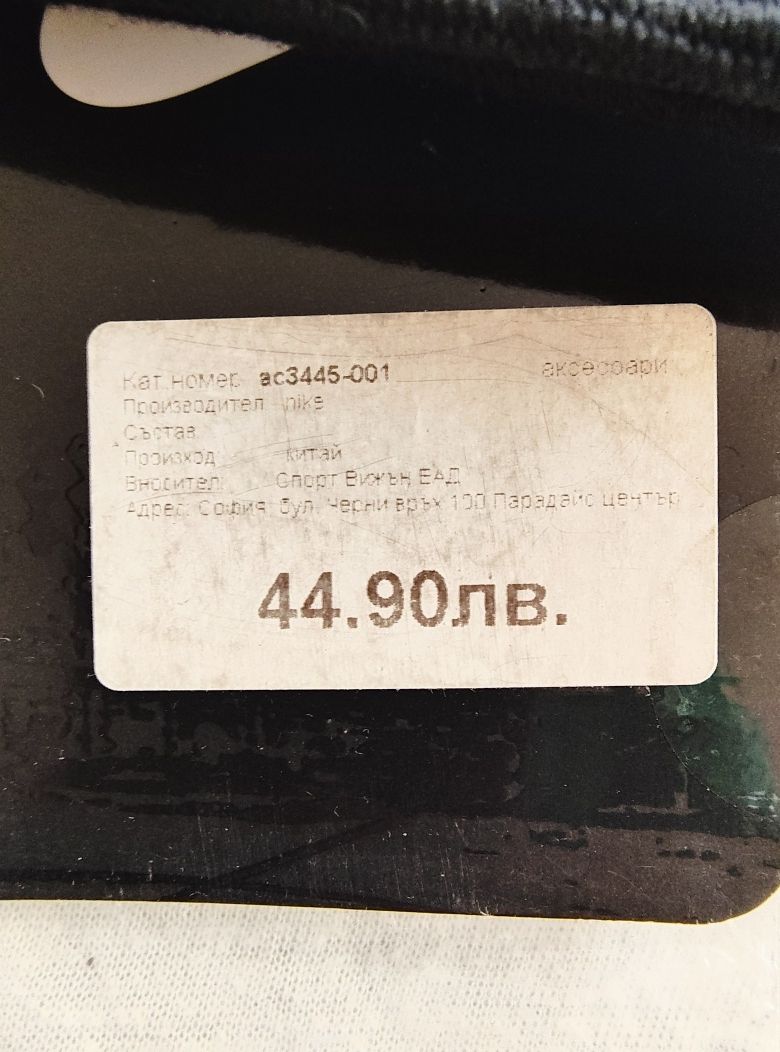 Кат.номер ac3445-001 аксесоари
Производител nike
Състав
Произход китай
Вносител: Спорт Вижън ЕАД
Адрес: София бул. Черни връх 100 Парадайс център
44.90лв.